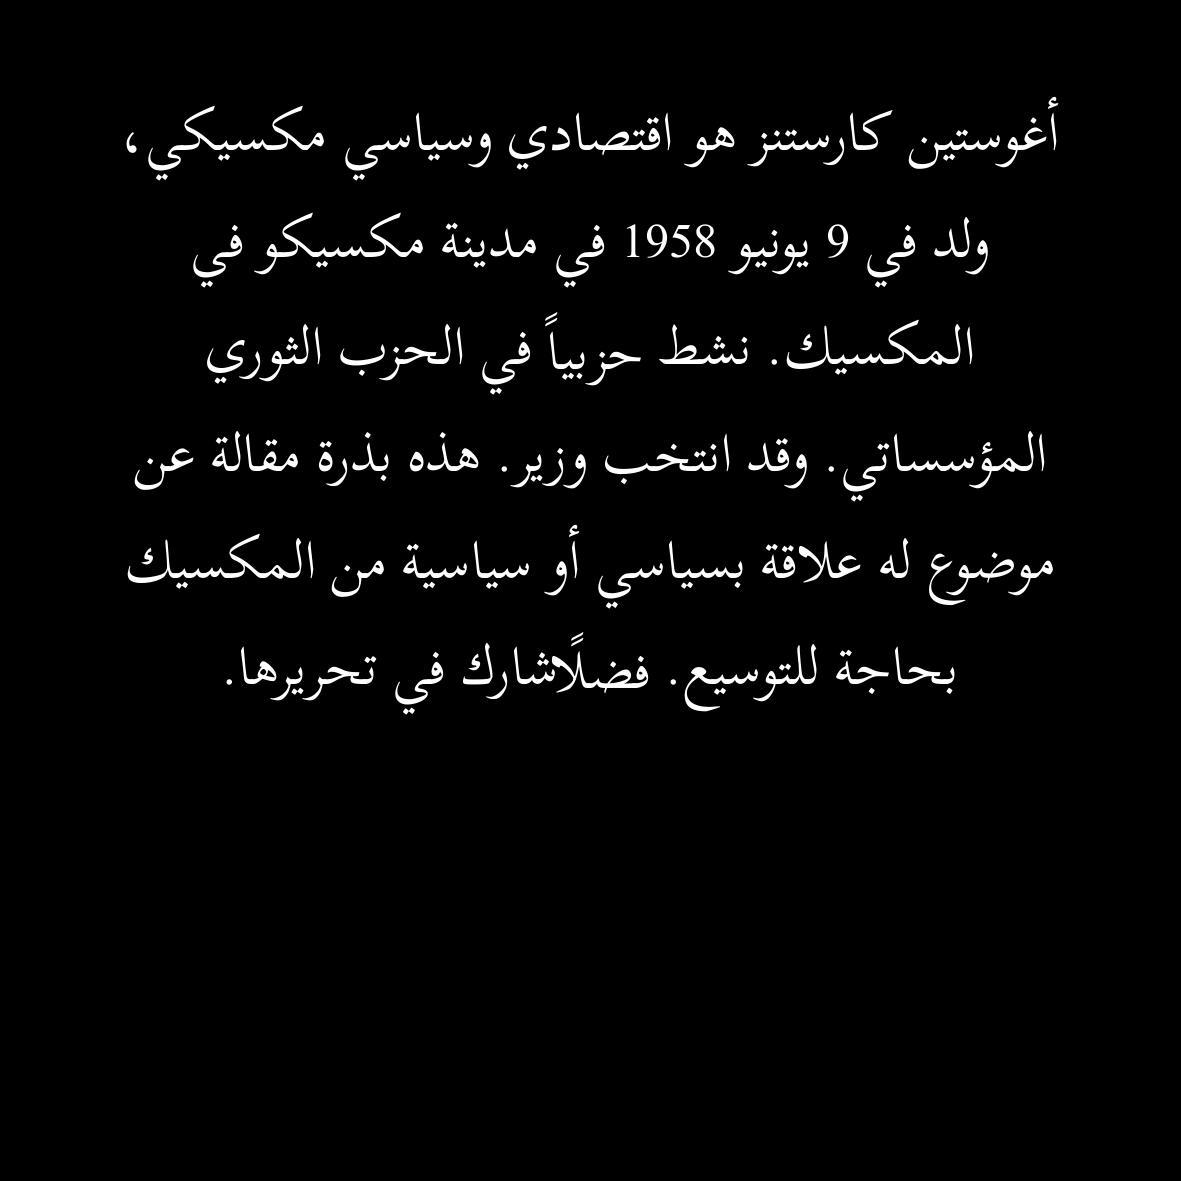 أغوستين كارستنز هو اقتصادي وسياسي مكسيكي،
ولد في 9 يونيو 1958 في مدينة مكسيكو في
المكسيك. نشط حزبياً في الحزب الثوري
المؤسساتي. وقد انتخب وزير. هذه بذرة مقالة عن
موضوع له علاقة بسياسي أو سياسية من المكسيك
بحاجة للتوسيع. فضلًاشارك في تحريرها.